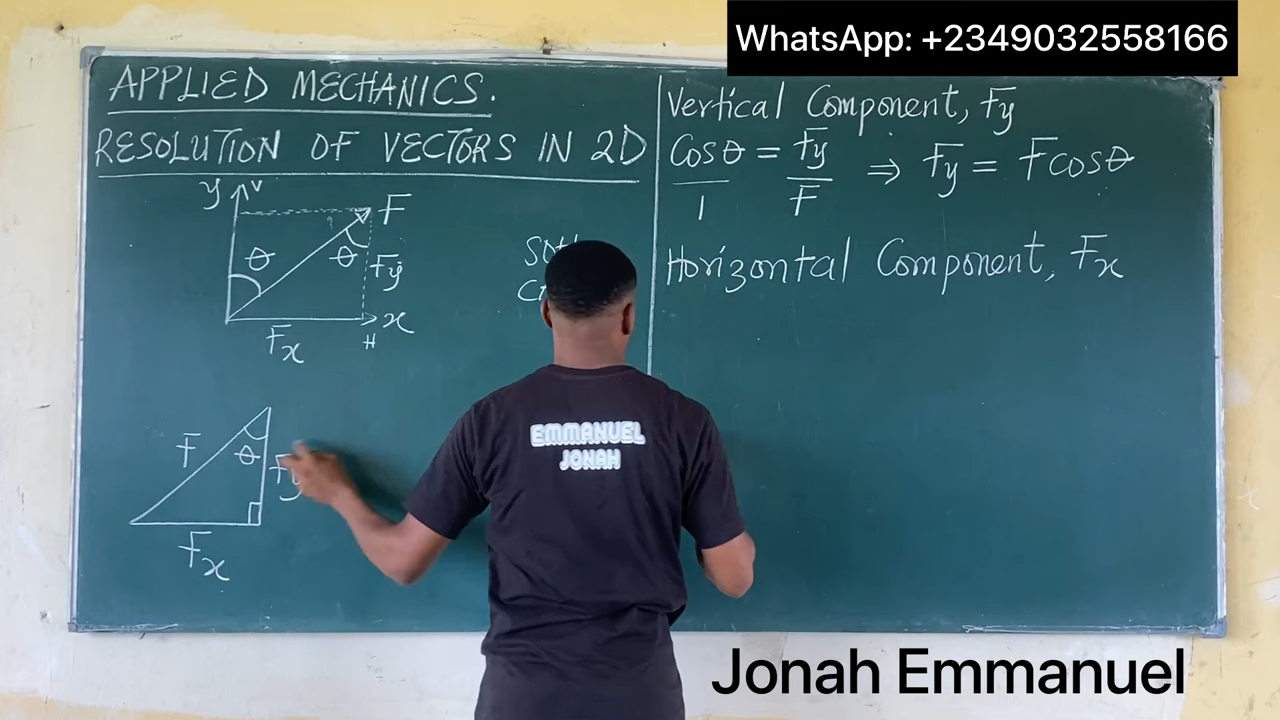 WhatsApp: +2349032558166
APPLIED MECHANICS.
RESOLUTION OF VECTORS IN 2D
y
v
F
θ
θ
Fy
x
Fx
H
F
θ
Fy
Fx
Vertical Component, Fy
Cosθ = Fy ⇒ Fy = Fcosθ
1 F
Horizontal Component, Fx
EMMANUEL
JONAH
Jonah Emmanuel